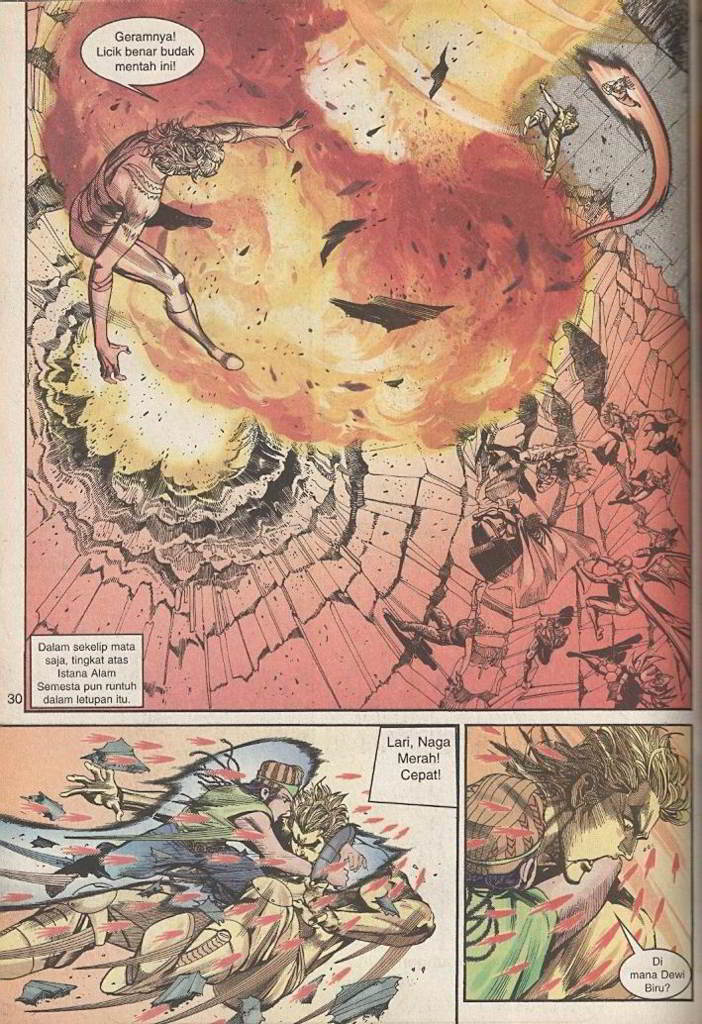 Geramnya!
Licik benar budak
mentah ini!
Dalam sekelip mata
saja, tingkat atas
Istana Alam
Semesta pun runtuh
dalam letupan itu.
30
Lari, Naga
Merah!
Cepat!
Di
mana Dewi
Biru?